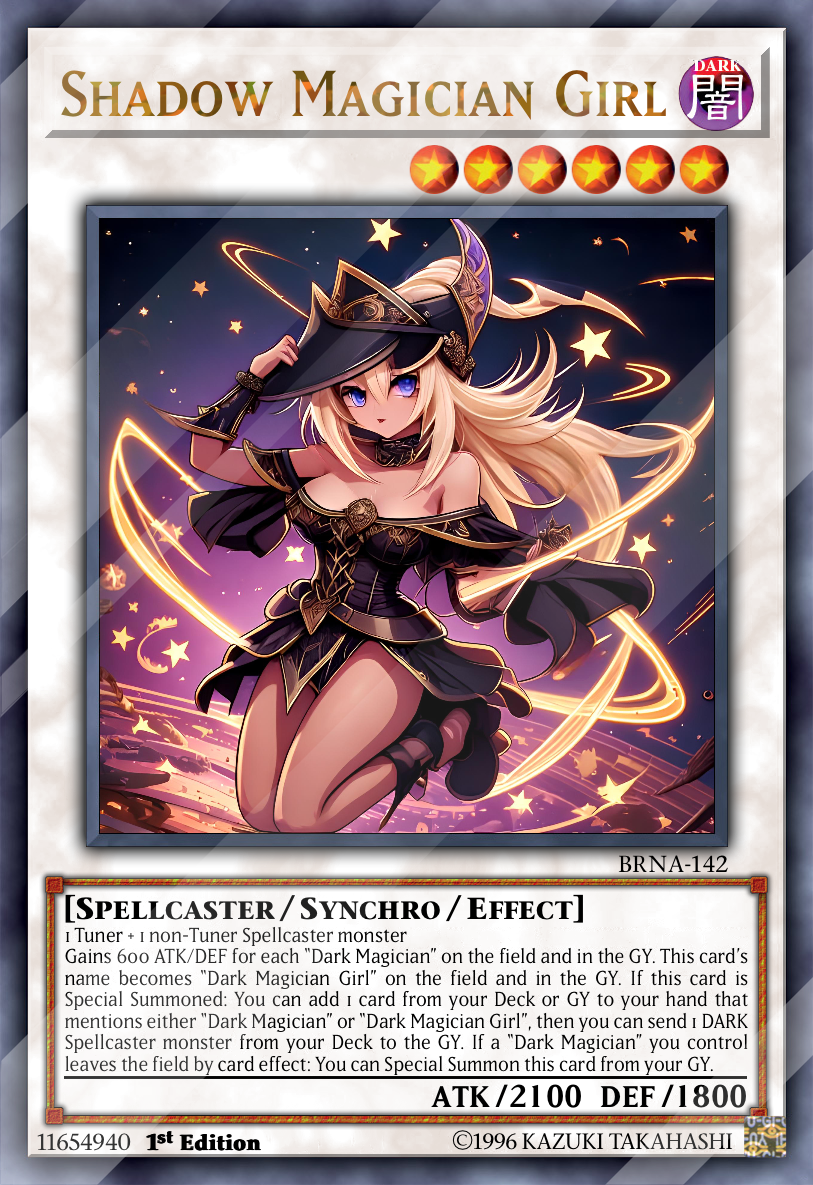 Shadow Magician Girl
DARK
闇
BRNA-142
[Spellcaster / Synchro / Effect]
1 Tuner + 1 non-Tuner Spellcaster monster
Gains 600 ATK/DEF for each "Dark Magician" on the field and in the GY. This card's
name becomes "Dark Magician Girl" on the field and in the GY. If this card is
Special Summoned: You can add 1 card from your Deck or GY to your hand that
mentions either "Dark Magician" or "Dark Magician Girl", then you can send 1 DARK
Spellcaster monster from your Deck to the GY. If a "Dark Magician" you control
leaves the field by card effect: You can Special Summon this card from your GY.
ATK/2100 DEF/1800
11654940 1st Edition ©1996 KAZUKI TAKAHASHI